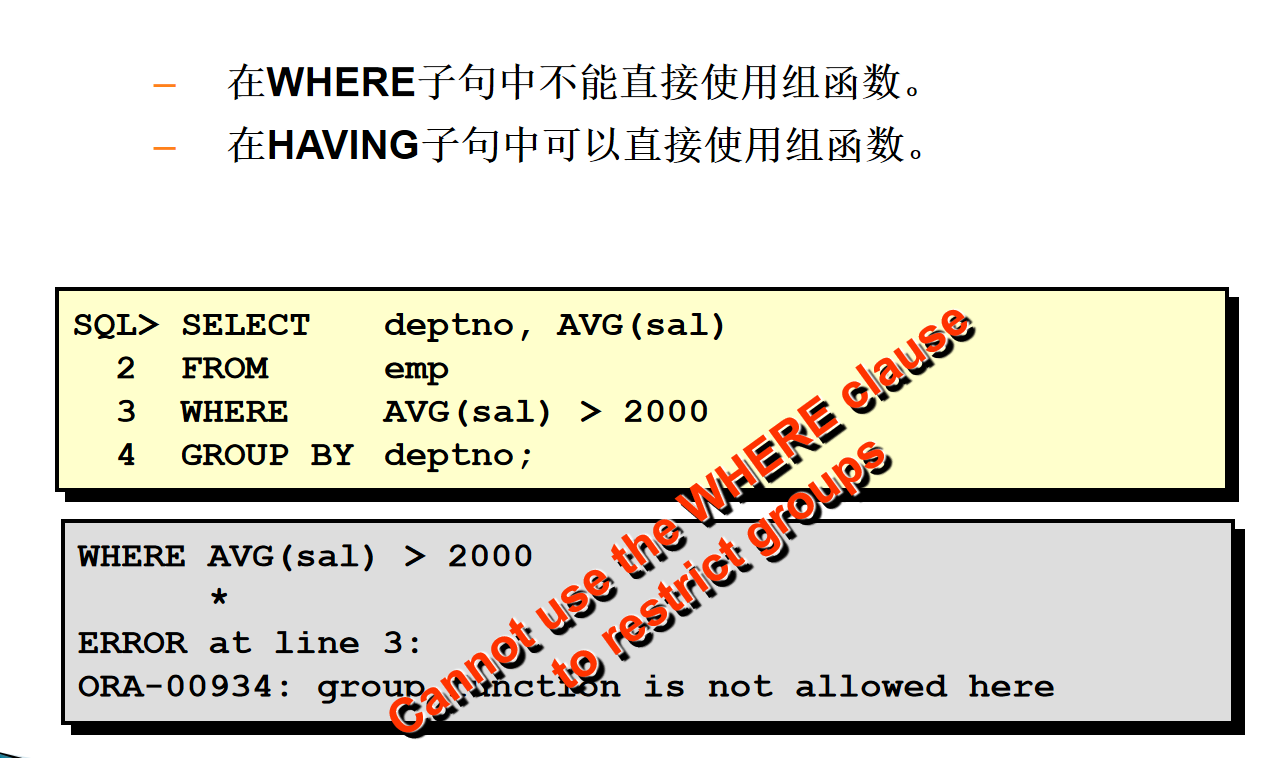 – 在WHERE子句中不能直接使用组函数。
– 在HAVING子句中可以直接使用组函数。
SQL> SELECT deptno, AVG(sal)
2 FROM emp
3 WHERE AVG(sal) > 2000
4 GROUP BY deptno;
WHERE AVG(sal) > 2000
*
ERROR at line 3:
ORA-00934: group function is not allowed here
Cannot use the WHERE clause
to restrict groups